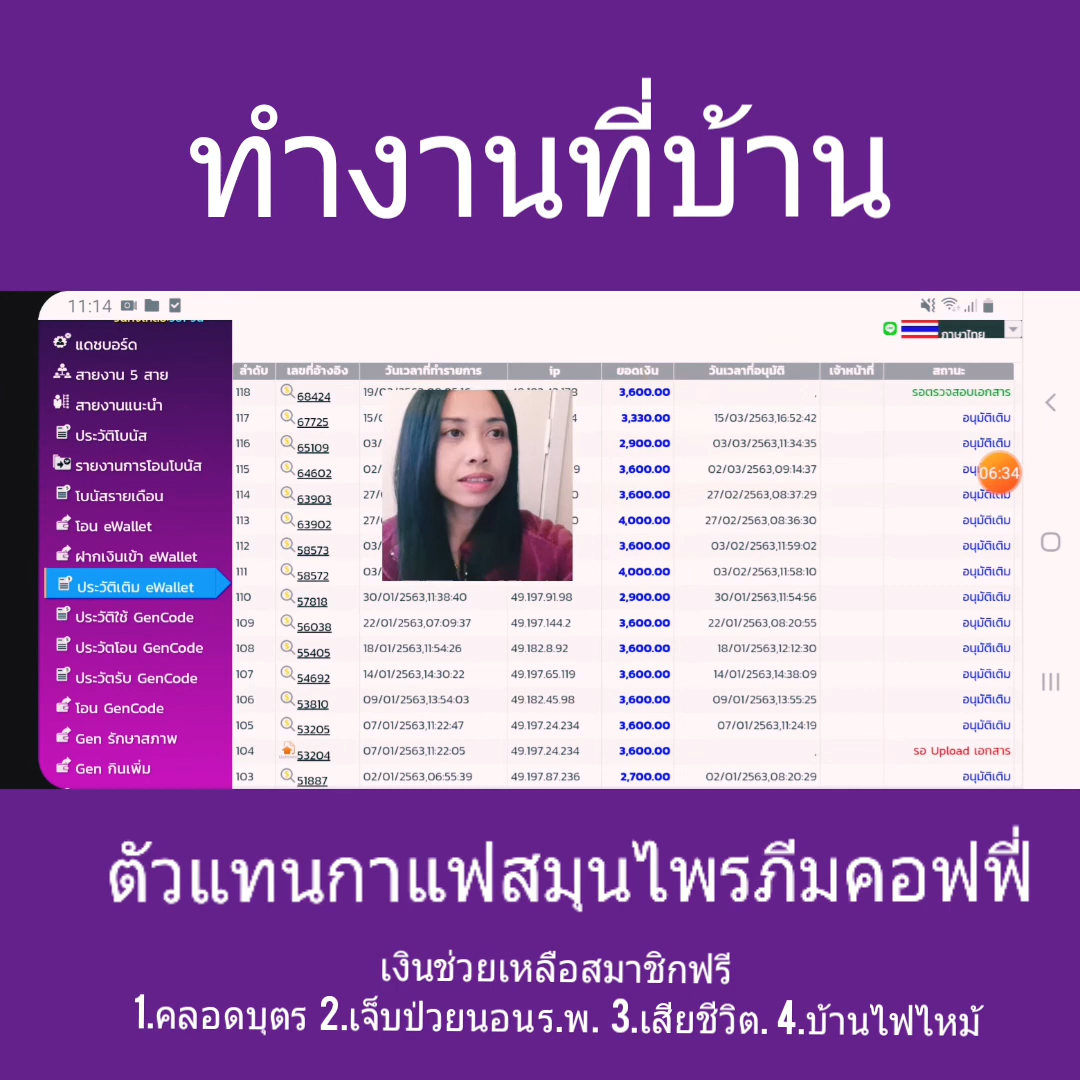 ทำงานที่บ้าน
11:14
ภาษาไทย
แดชบอร์ด
สายงาน 5 สาย
สายงานแนะนำ
ประวัติโบนัส
รายงานการโอนโบนัส
โบนัสรายเดือน
โอน eWallet
ฝากเงินเข้า eWallet
ประวัติเติม eWallet
ประวัติใช้ GenCode
ประวัตโอน GenCode
ประวัตรับ GenCode
โอน GenCode
Gen รักษาสภาพ
Gen กินเพิ่ม
ลำดับ เลขที่อ้างอิง วันเวลาที่ทำรายการ ip ยอดเงิน วันเวลาที่อนุมัติ เจ้าหน้าที่ สถานะ
118 68424 3,600.00 รอตรวจสอบเอกสาร
117 67725 15/ 3,330.00 15/03/2563,16:52:42 อนุมัติเติม
116 65109 03/ 2,900.00 03/03/2563,11:34:35 อนุมัติเติม
115 64602 02/ 9 3,600.00 02/03/2563,09:14:37
06:34
114 63903 27/ 3,600.00 27/02/2563,08:37:29 อนุมัติเติม
113 63902 27/ 4,000.00 27/02/2563,08:36:30 อนุมัติเติม
112 58573 03/ 3,600.00 03/02/2563,11:59:02 อนุมัติเติม
111 58572 03/ 4,000.00 03/02/2563,11:58:10 อนุมัติเติม
110 57818 30/01/2563,11:38:40 49.197.91.98 2,900.00 30/01/2563,11:54:56 อนุมัติเติม
109 56038 22/01/2563,07:09:37 49.197.144.2 3,600.00 22/01/2563,08:20:55 อนุมัติเติม
108 55405 18/01/2563,11:54:26 49.182.8.92 3,600.00 18/01/2563,12:12:30 อนุมัติเติม
107 54692 14/01/2563,14:30:22 49.197.65.119 3,600.00 14/01/2563,14:38:09 อนุมัติเติม
106 53810 09/01/2563,13:54:03 49.182.45.98 3,600.00 09/01/2563,13:55:25 อนุมัติเติม
105 53205 07/01/2563,11:22:47 49.197.24.234 3,600.00 07/01/2563,11:24:19 อนุมัติเติม
104 53204 07/01/2563,11:22:05 49.197.24.234 3,600.00 รอ Upload เอกสาร
103 51887 02/01/2563,06:55:39 49.197.87.236 2,700.00 02/01/2563,08:20:29 อนุมัติเติม
ตัวแทนกาแฟสมุนไพรภีมคอฟฟี่
เงินช่วยเหลือสมาชิกฟรี
1.คลอดบุตร 2.เจ็บป่วยนอนร.พ. 3.เสียชีวิต. 4.บ้านไฟไหม้